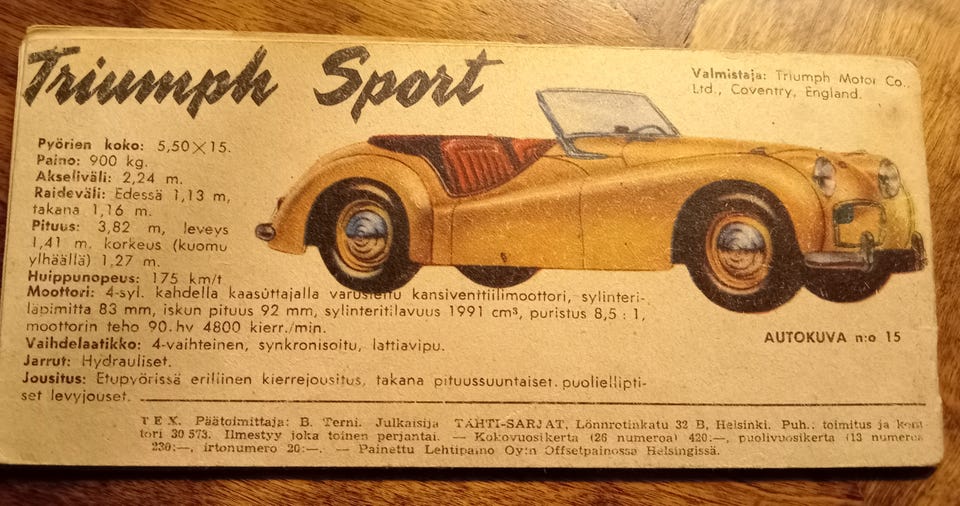 Triumph Sport
Valmistaja: Triumph Motor Co.,
Ltd., Coventry, England.
Pyörien koko: 5,50×15.
Paino: 900 kg.
Akseliväli: 2,24 m.
Raideväli: Edessä 1,13 m,
takana 1,16 m.
Pituus: 3,82 m, leveys
1,41 m. korkeus (kuomu
ylhäällä) 1,27 m.
Huippunopeus: 175 km/t
Moottori: 4-syl. kahdella kaasuttajalla varustettu kansiventtiilimoottori, sylinteri-
läpimitta 83 mm, iskun pituus 92 mm, sylinteritilavuus 1991 cm³, puristus 8,5 : 1,
moottorin teho 90. hv 4800 kierr./min.
Vaihdelaatikko: 4-vaihteinen, synkronisoitu, lattiavipu.
Jarrut: Hydrauliset.
Jousitus: Etupyörissä erillinen kierrejousitus, takana pituussuuntaiset. puoliellipti-
set levyjouset.
AUTOKUVA n:o 15
TEX. Päätoimittaja: B. Terni. Julkaisija TÄHTI-SARJAT, Lönnrotinkatu 32 B, Helsinki. Puh.: toimitus ja kont
tori 30 573. Ilmestyy joka toinen perjantai. — Kokovuosikerta (26 numeroa) 420:—, puolivuosikerta (13 numeroa
230:—, irtonumero 20:—. — Painettu Lehtipaino Oy:n Offsetpainossa Helsingissä.